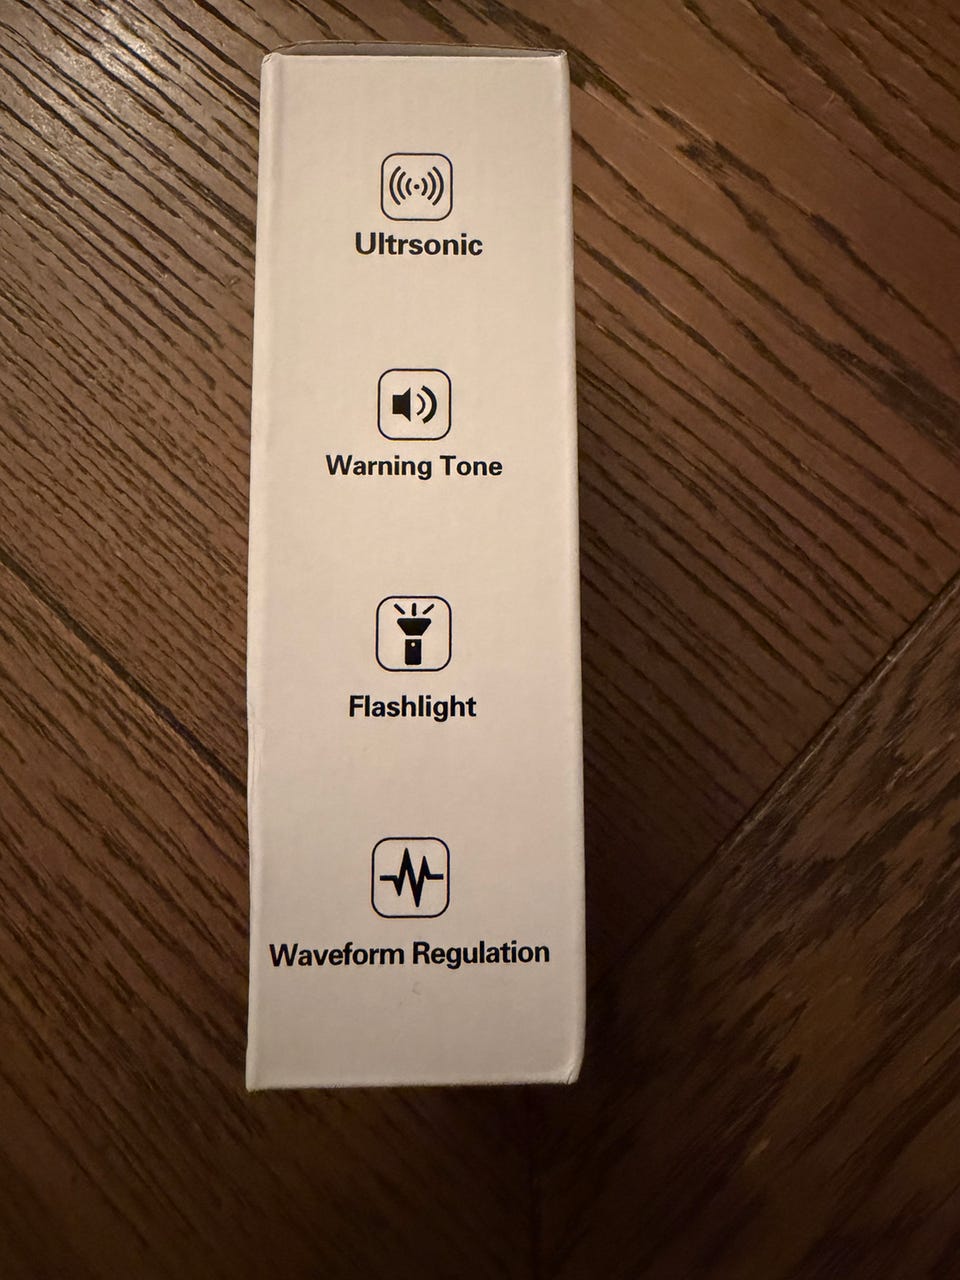 Ultrsonic
Warning Tone
Flashlight
Waveform Regulation